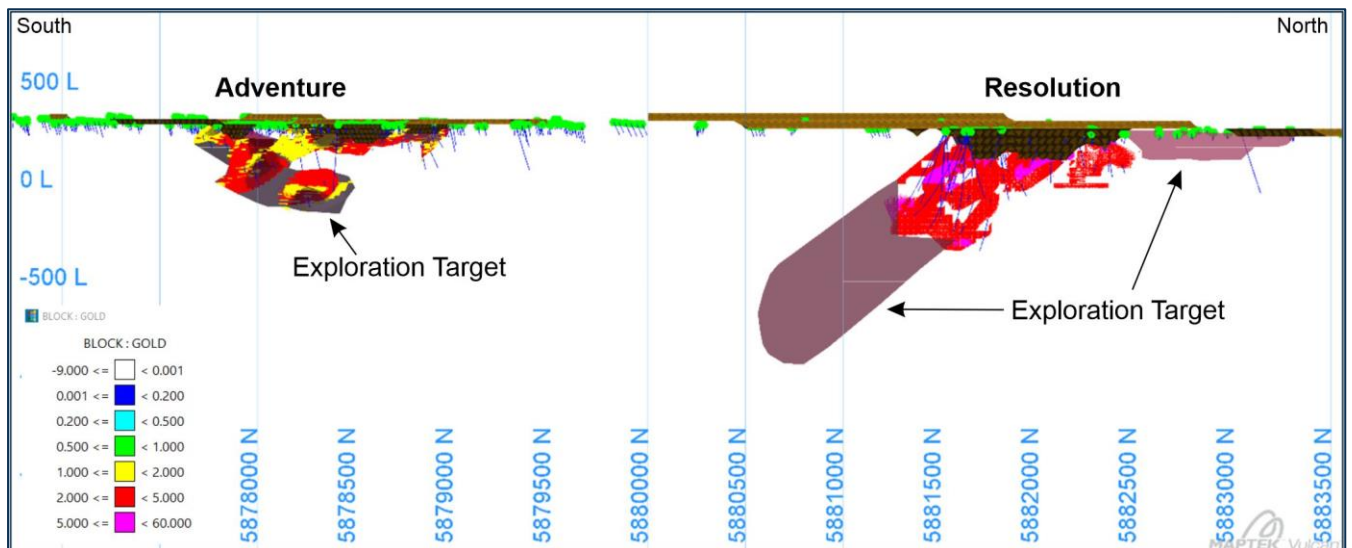 South
North
Adventure
Resolution
500 L
0 L
-500 L
Exploration Target
Exploration Target
BLOCK : GOLD
BLOCK : GOLD
-9.000 <= < 0.001
0.001 <= < 0.200
0.200 <= < 0.500
0.500 <= < 1.000
1.000 <= < 2.000
2.000 <= < 5.000
5.000 <= < 60.000
5878000 N
5878500 N
5879000 N
5879500 N
5880000 N
5880500 N
5881000 N
5881500 N
5882000 N
5882500 N
5883000 N
5883500 N
MAPTEK Vulcan